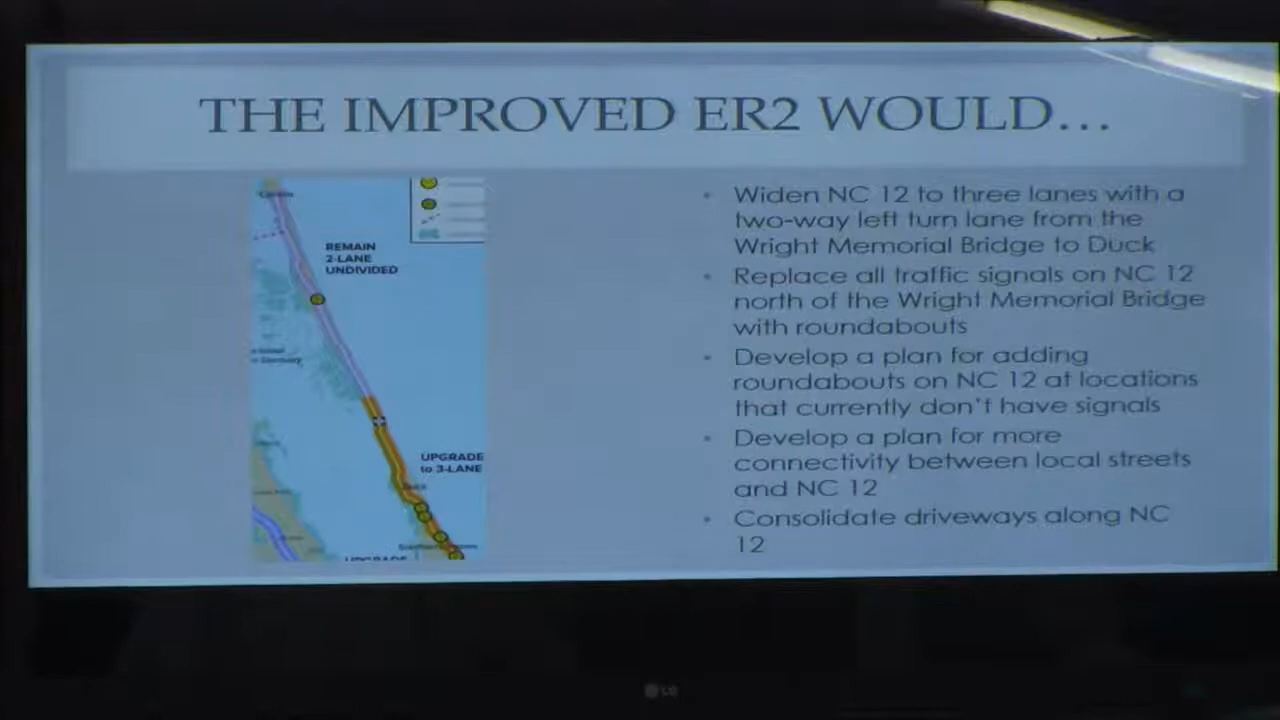 THE IMPROVED ER2 WOULD...
Widen NC 12 to three lanes with a
two-way left turn lane from the
Wright Memorial Bridge to Duck
Replace all traffic signals on NC 12
north of the Wright Memorial Bridge
with roundabouts
Develop a plan for adding
roundabouts on NC 12 at locations
that currently don't have signals
Develop a plan for more
connectivity between local streets
and NC 12
Consolidate driveways along NC
12
REMAIN
2-LANE
UNDIVIDED
UPGRADE
to 3-LANE
Duck
UPGRADE
LG